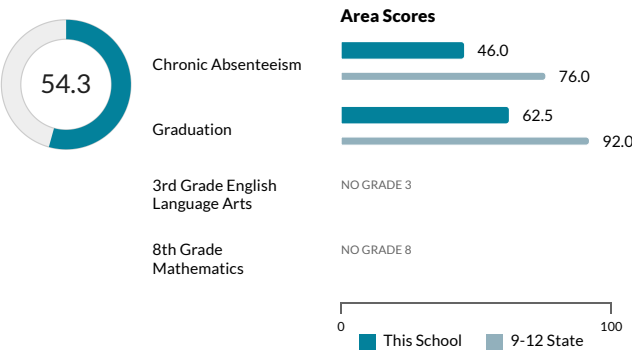 Area Scores
54.3
Chronic Absenteeism
46.0
76.0
Graduation
62.5
92.0
3rd Grade English
Language Arts
NO GRADE 3
8th Grade
Mathematics
NO GRADE 8
0
100
This School
9-12 State